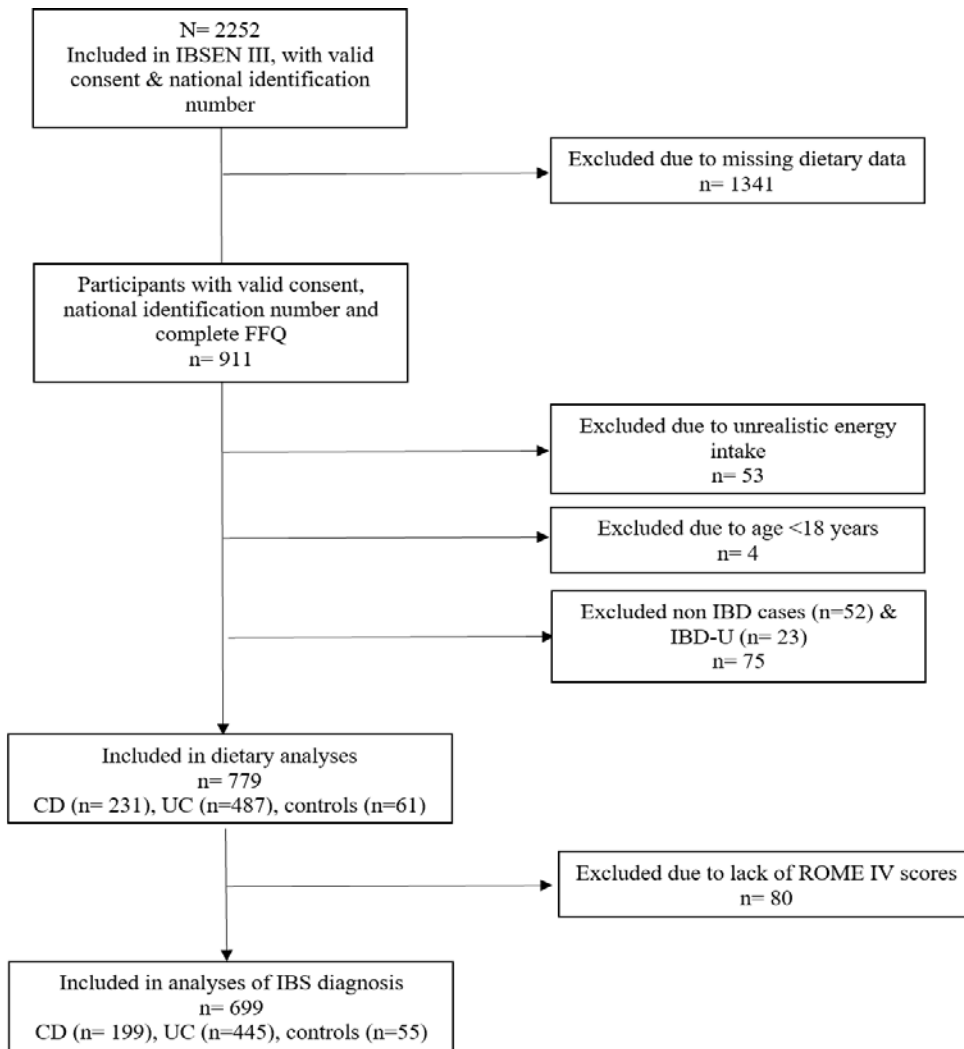 N= 2252
Included in IBSEN III, with valid
consent & national identification
number
Excluded due to missing dietary data
n= 1341
Participants with valid consent,
national identification number and
complete FFQ
n= 911
Excluded due to unrealistic energy
intake
n= 53
Excluded due to age <18 years
n= 4
Excluded non IBD cases (n=52) &
IBD-U (n= 23)
n= 75
Included in dietary analyses
n= 779
CD (n= 231), UC (n=487), controls (n=61)
Excluded due to lack of ROME IV scores
n= 80
Included in analyses of IBS diagnosis
n= 699
CD (n= 199), UC (n=445), controls (n=55)